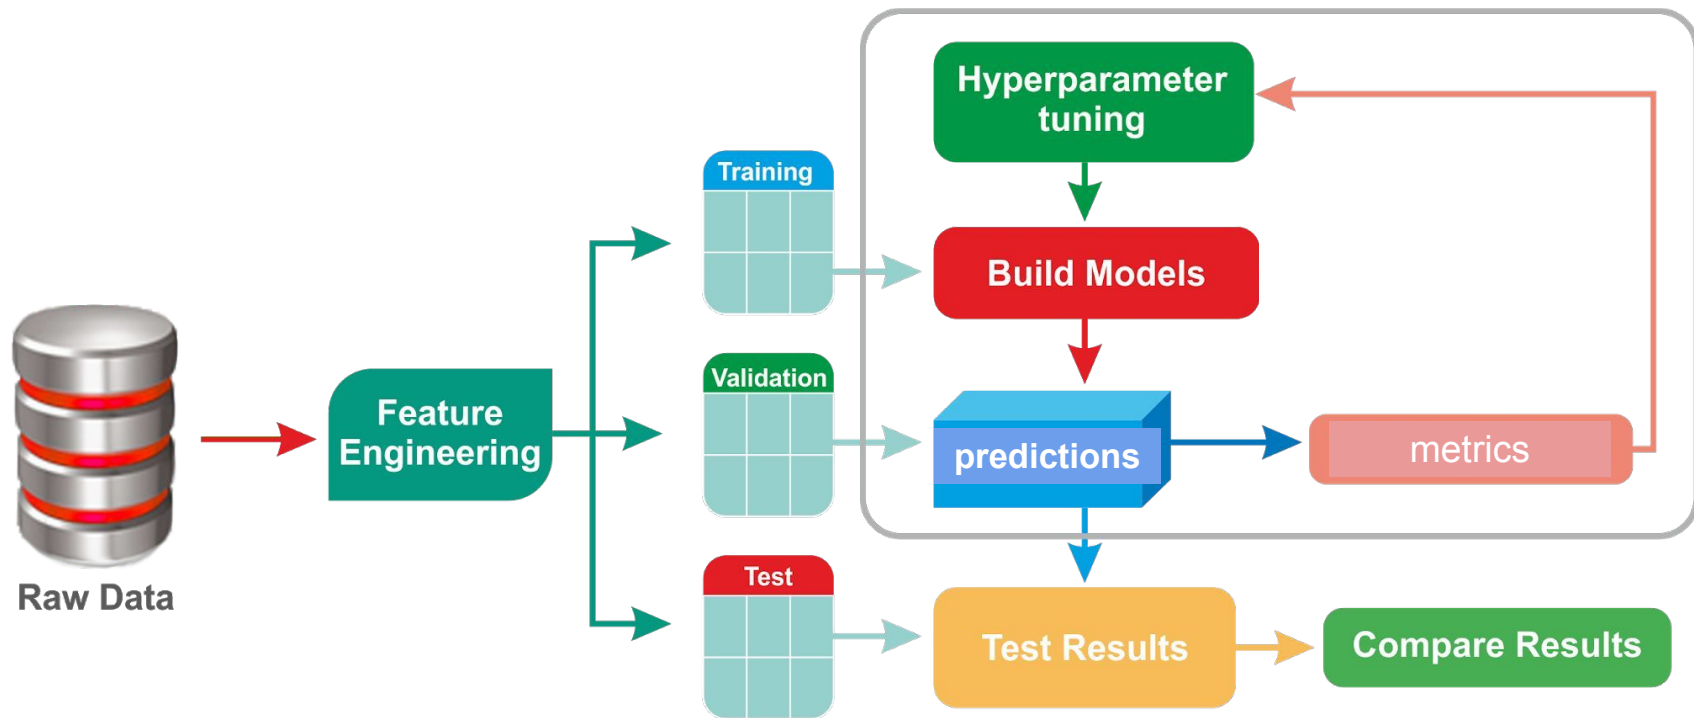 Hyperparameter
tuning
Training
Build Models
Validation
Feature
Engineering
predictions
metrics
Raw Data
Test
Test Results
Compare Results